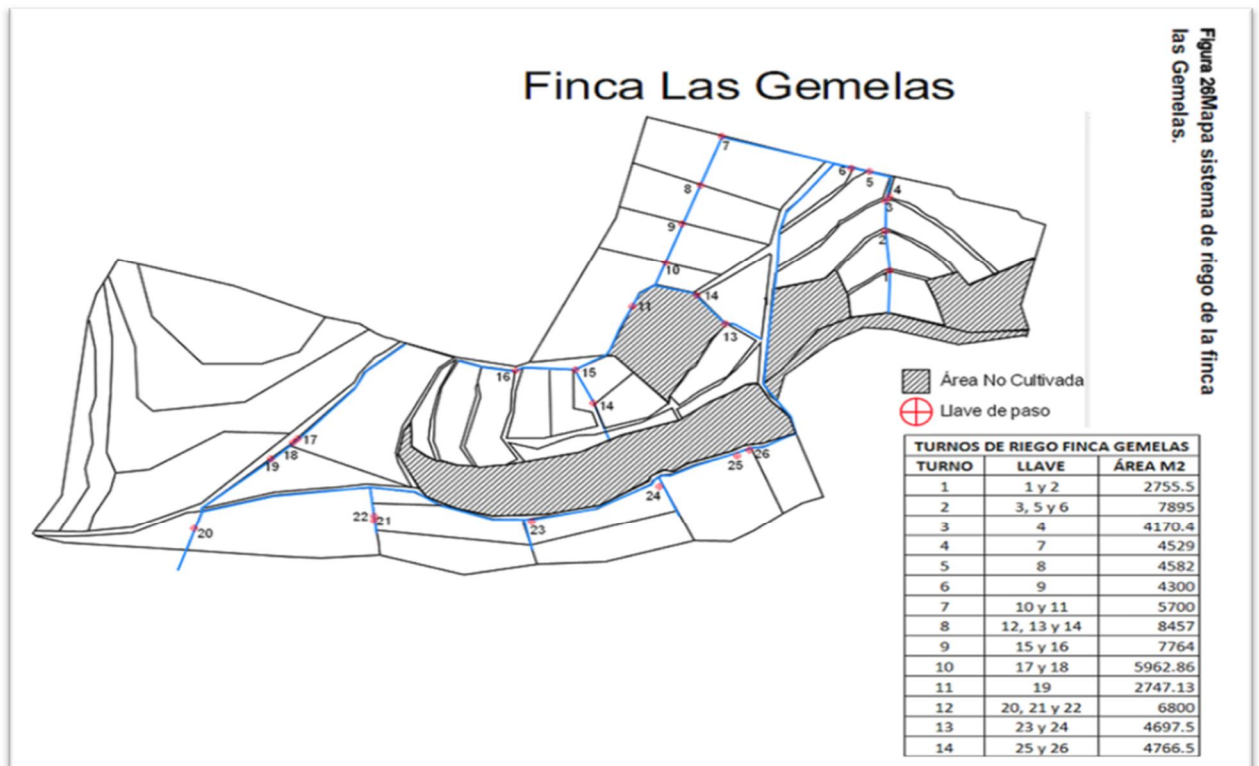 Finca Las Gemelas
Figura 26Mapa sistema de riego de la finca
las Gemelas.
7
6
5
4
8
3
9
2
10
1
14
11
1
13
16
15
14
17
18
19
22
21
20
23
24
25
26
Área No Cultivada
Llave de paso
TURNOS DE RIEGO FINCA GEMELAS
TURNO LLAVE ÁREA M2
1 1 y 2 2755.5
2 3, 5 y 6 7895
3 4 4170.4
4 7 4529
5 8 4582
6 9 4300
7 10 y 11 5700
8 12, 13 y 14 8457
9 15 y 16 7764
10 17 y 18 5962.86
11 19 2747.13
12 20, 21 y 22 6800
13 23 y 24 4697.5
14 25 y 26 4766.5